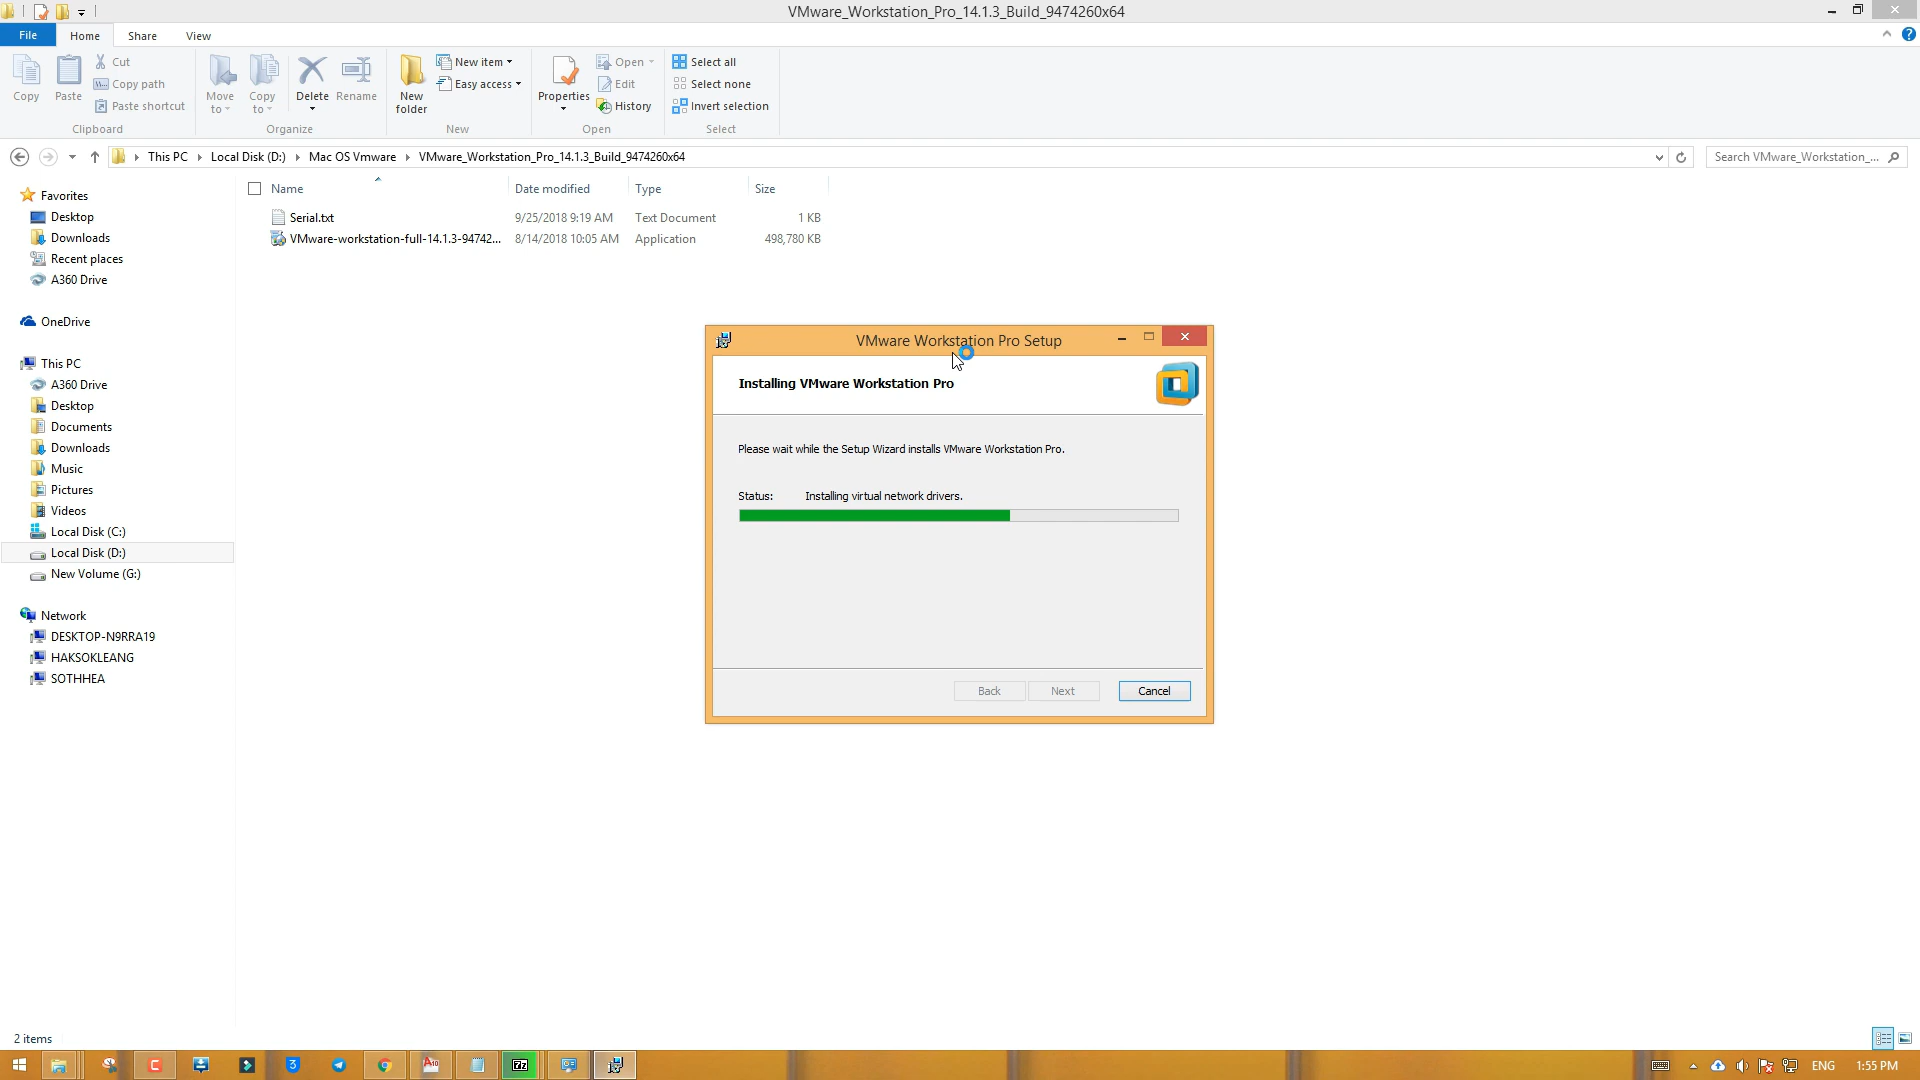 VMware_Workstation_Pro_14.1.3_Build_9474260x64
File Home Share View
Copy
Paste
Cut
Copy path
Paste shortcut
Clipboard
Move to
Copy to
Delete
Rename
Organize
New folder
New item
Easy access
New
Properties
Open
Edit
History
Open
Select all
Select none
Invert selection
Select
This PC Local Disk (D:) Mac OS Vmware VMware_Workstation_Pro_14.1.3_Build_9474260x64
Search VMware_Workstation_...
Favorites
Desktop
Downloads
Recent places
A360 Drive
OneDrive
This PC
A360 Drive
Desktop
Documents
Downloads
Music
Pictures
Videos
Local Disk (C:)
Local Disk (D:)
New Volume (G:)
Network
DESKTOP-N9RRA19
HAKSOKLEANG
SOTHHEA
Name Date modified Type Size
Serial.txt 9/25/2018 9:19 AM Text Document 1 KB
VMware-workstation-full-14.1.3-94742... 8/14/2018 10:05 AM Application 498,780 KB
VMware Workstation Pro Setup
Installing VMware Workstation Pro
Please wait while the Setup Wizard installs VMware Workstation Pro.
Status: Installing virtual network drivers.
Back Next Cancel
2 items
ENG 1:55 PM